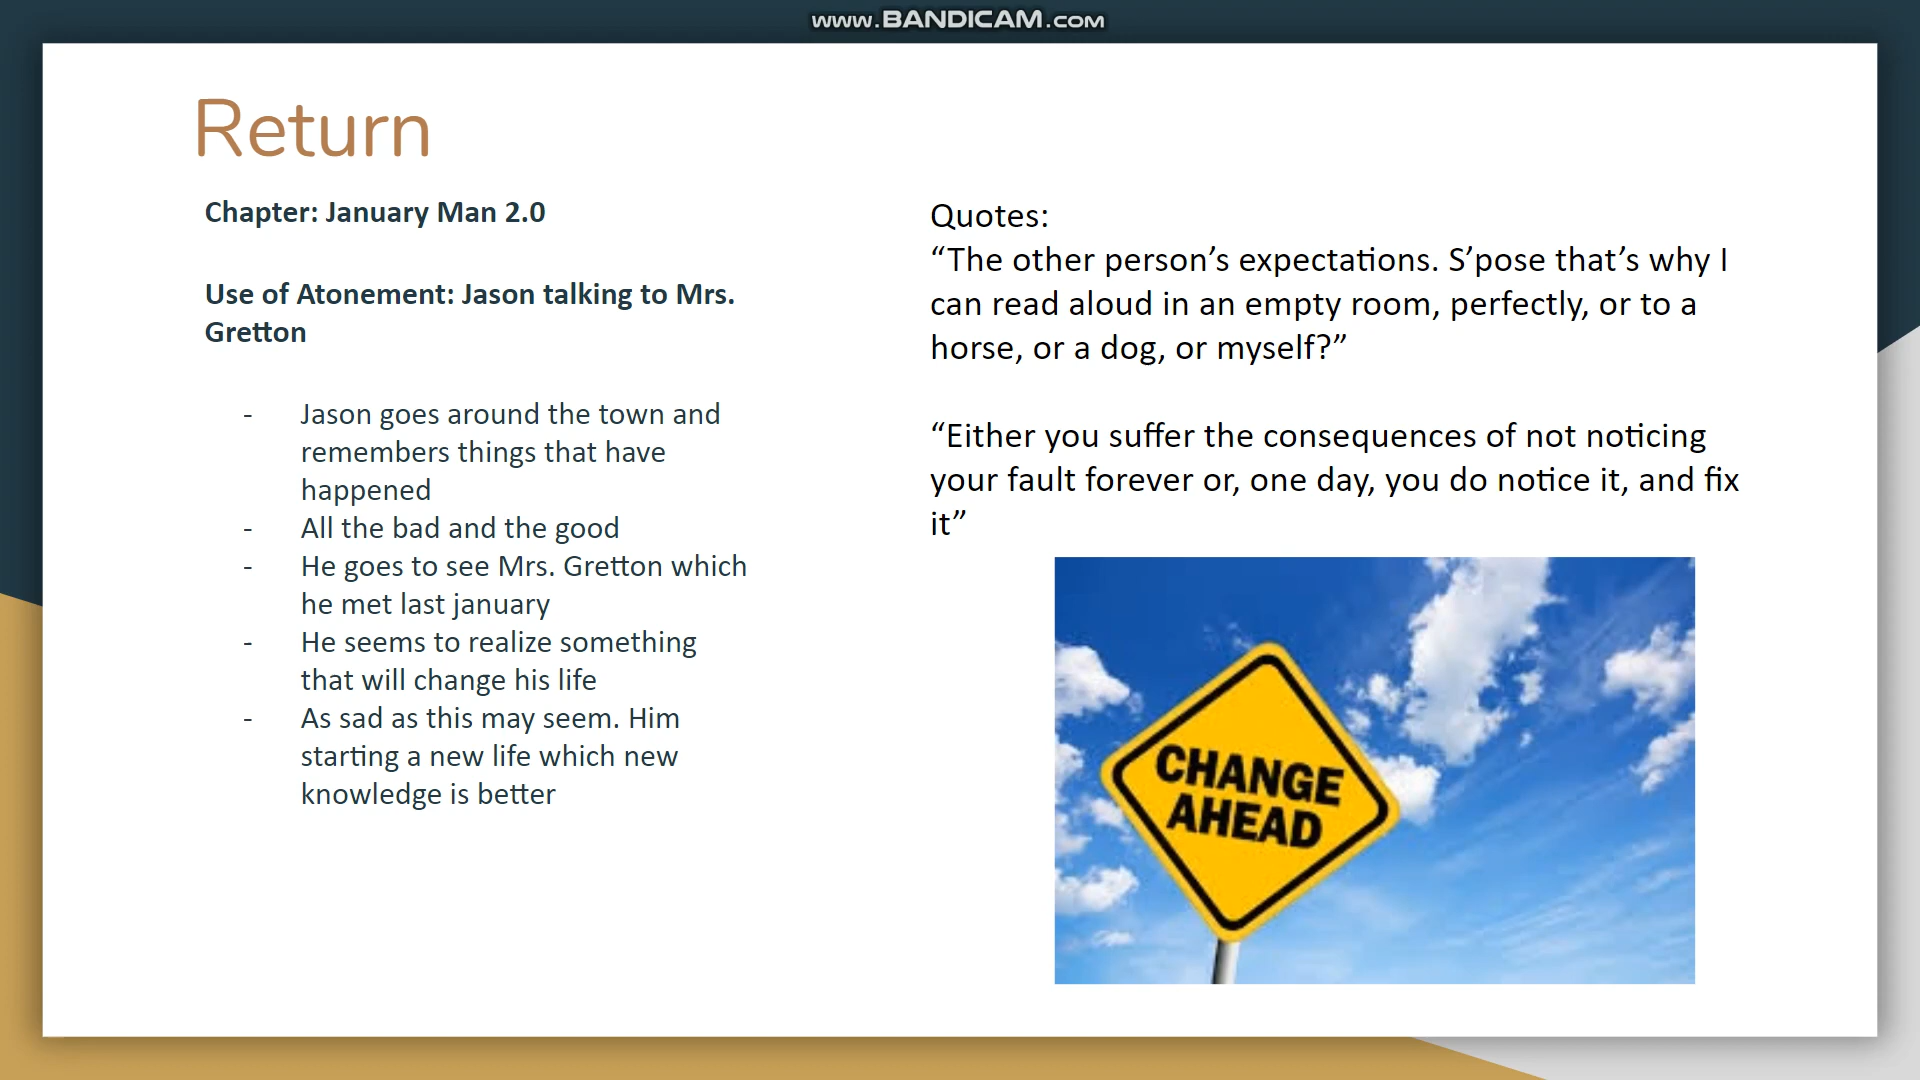 www.BANDICAM.com
Return
Chapter: January Man 2.0
Use of Atonement: Jason talking to Mrs.
Gretton
- Jason goes around the town and
remembers things that have
happened
- All the bad and the good
- He goes to see Mrs. Gretton which
he met last january
- He seems to realize something
that will change his life
- As sad as this may seem. Him
starting a new life which new
knowledge is better
Quotes:
“The other person’s expectations. S’pose that’s why I
can read aloud in an empty room, perfectly, or to a
horse, or a dog, or myself?”
“Either you suffer the consequences of not noticing
your fault forever or, one day, you do notice it, and fix
it”
CHANGE
AHEAD